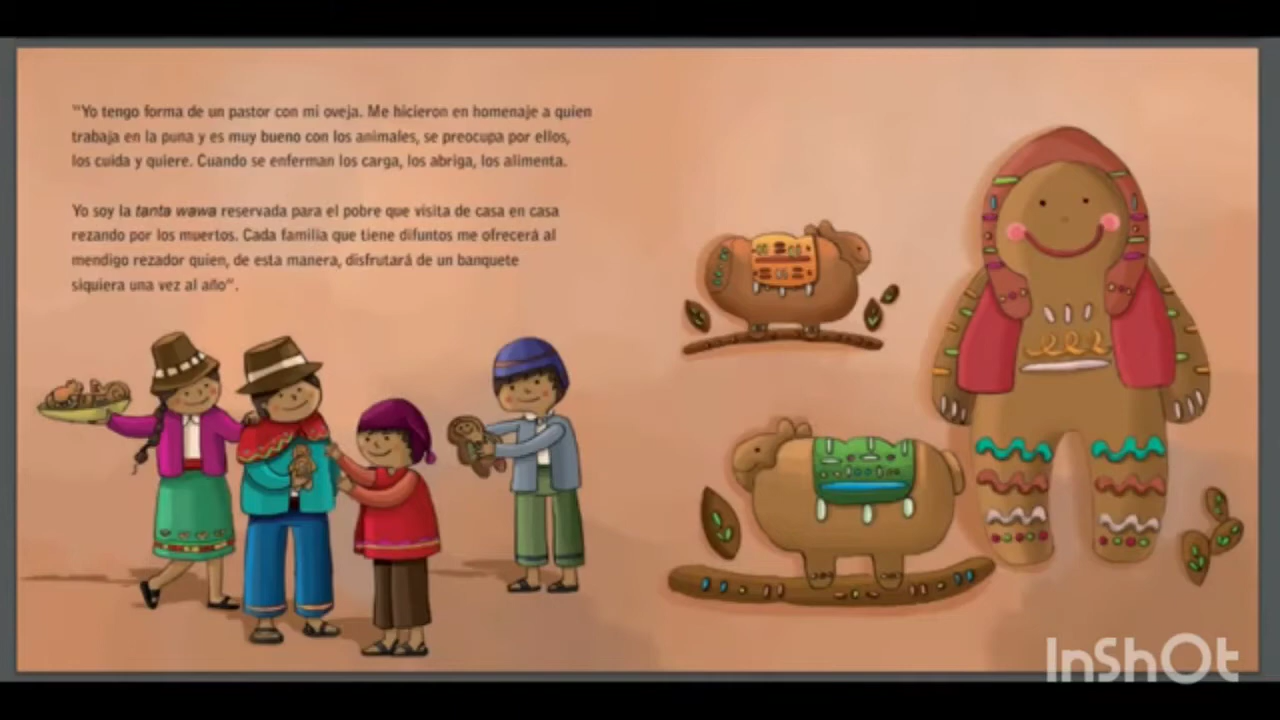 "Yo tengo forma de un pastor con mi oveja. Me hicieron en homenaje a quien
trabaja en la puna y es muy bueno con los animales, se preocupa por ellos,
los cuida y quiere. Cuando se enferman los carga, los abriga, los alimenta.
Yo soy la tanta wawa reservada para el pobre que visita de casa en casa
rezando por los muertos. Cada familia que tiene difuntos me ofrecerá al
mendigo rezador quien, de esta manera, disfrutará de un banquete
siquiera una vez al año".
InShOt